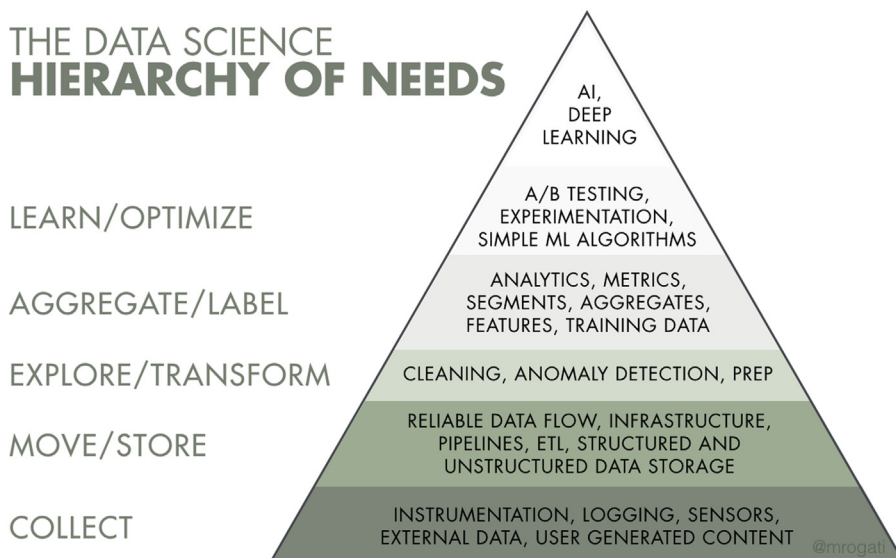 THE DATA SCIENCE
HIERARCHY OF NEEDS
AI,
DEEP
LEARNING
LEARN/OPTIMIZE
A/B TESTING,
EXPERIMENTATION,
SIMPLE ML ALGORITHMS
AGGREGATE/LABEL
ANALYTICS, METRICS,
SEGMENTS, AGGREGATES,
FEATURES, TRAINING DATA
EXPLORE/TRANSFORM
CLEANING, ANOMALY DETECTION, PREP
MOVE/STORE
RELIABLE DATA FLOW, INFRASTRUCTURE,
PIPELINES, ETL, STRUCTURED AND
UNSTRUCTURED DATA STORAGE
COLLECT
INSTRUMENTATION, LOGGING, SENSORS,
EXTERNAL DATA, USER GENERATED CONTENT
@mrogati